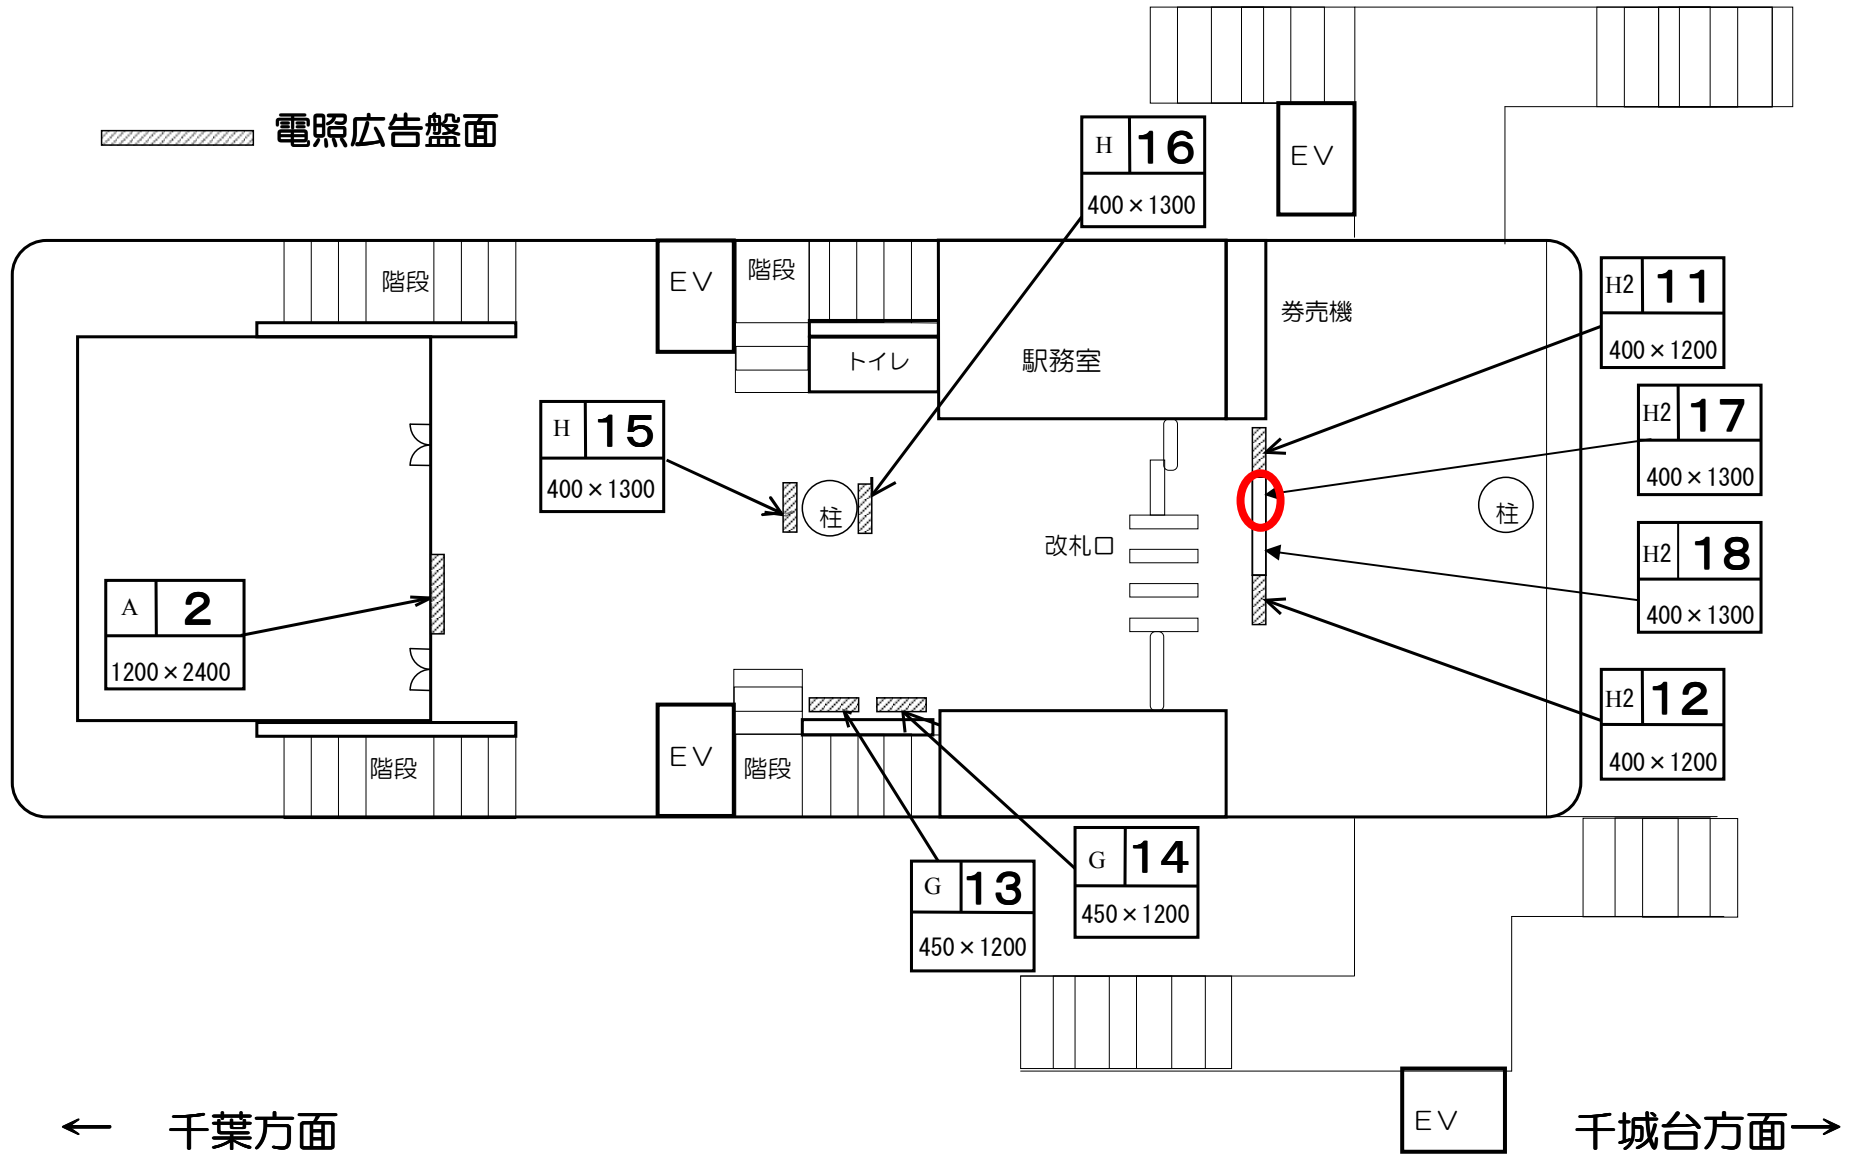 電照広告盤面
H 16
400×1300
EV
階段
EV
階段
券売機
H2 11
400×1200
トイレ
駅務室
H 15
400×1300
H2 17
400×1300
柱
柱
改札口
H2 18
400×1300
A 2
1200×2400
H2 12
400×1200
階段
EV
階段
G 14
450×1200
G 13
450×1200
EV
← 千葉方面
千城台方面→